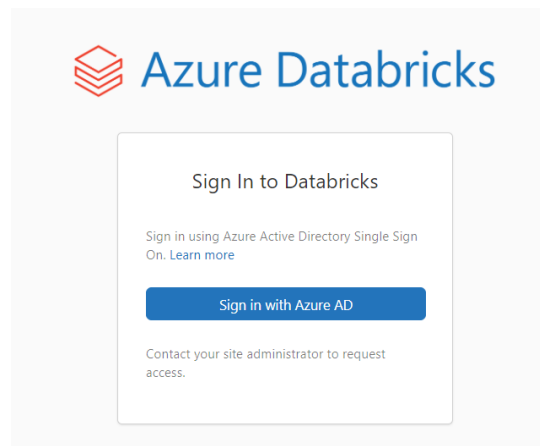 Azure Databricks
Sign In to Databricks
Sign in using Azure Active Directory Single Sign
On. Learn more
Sign in with Azure AD
Contact your site administrator to request
access.